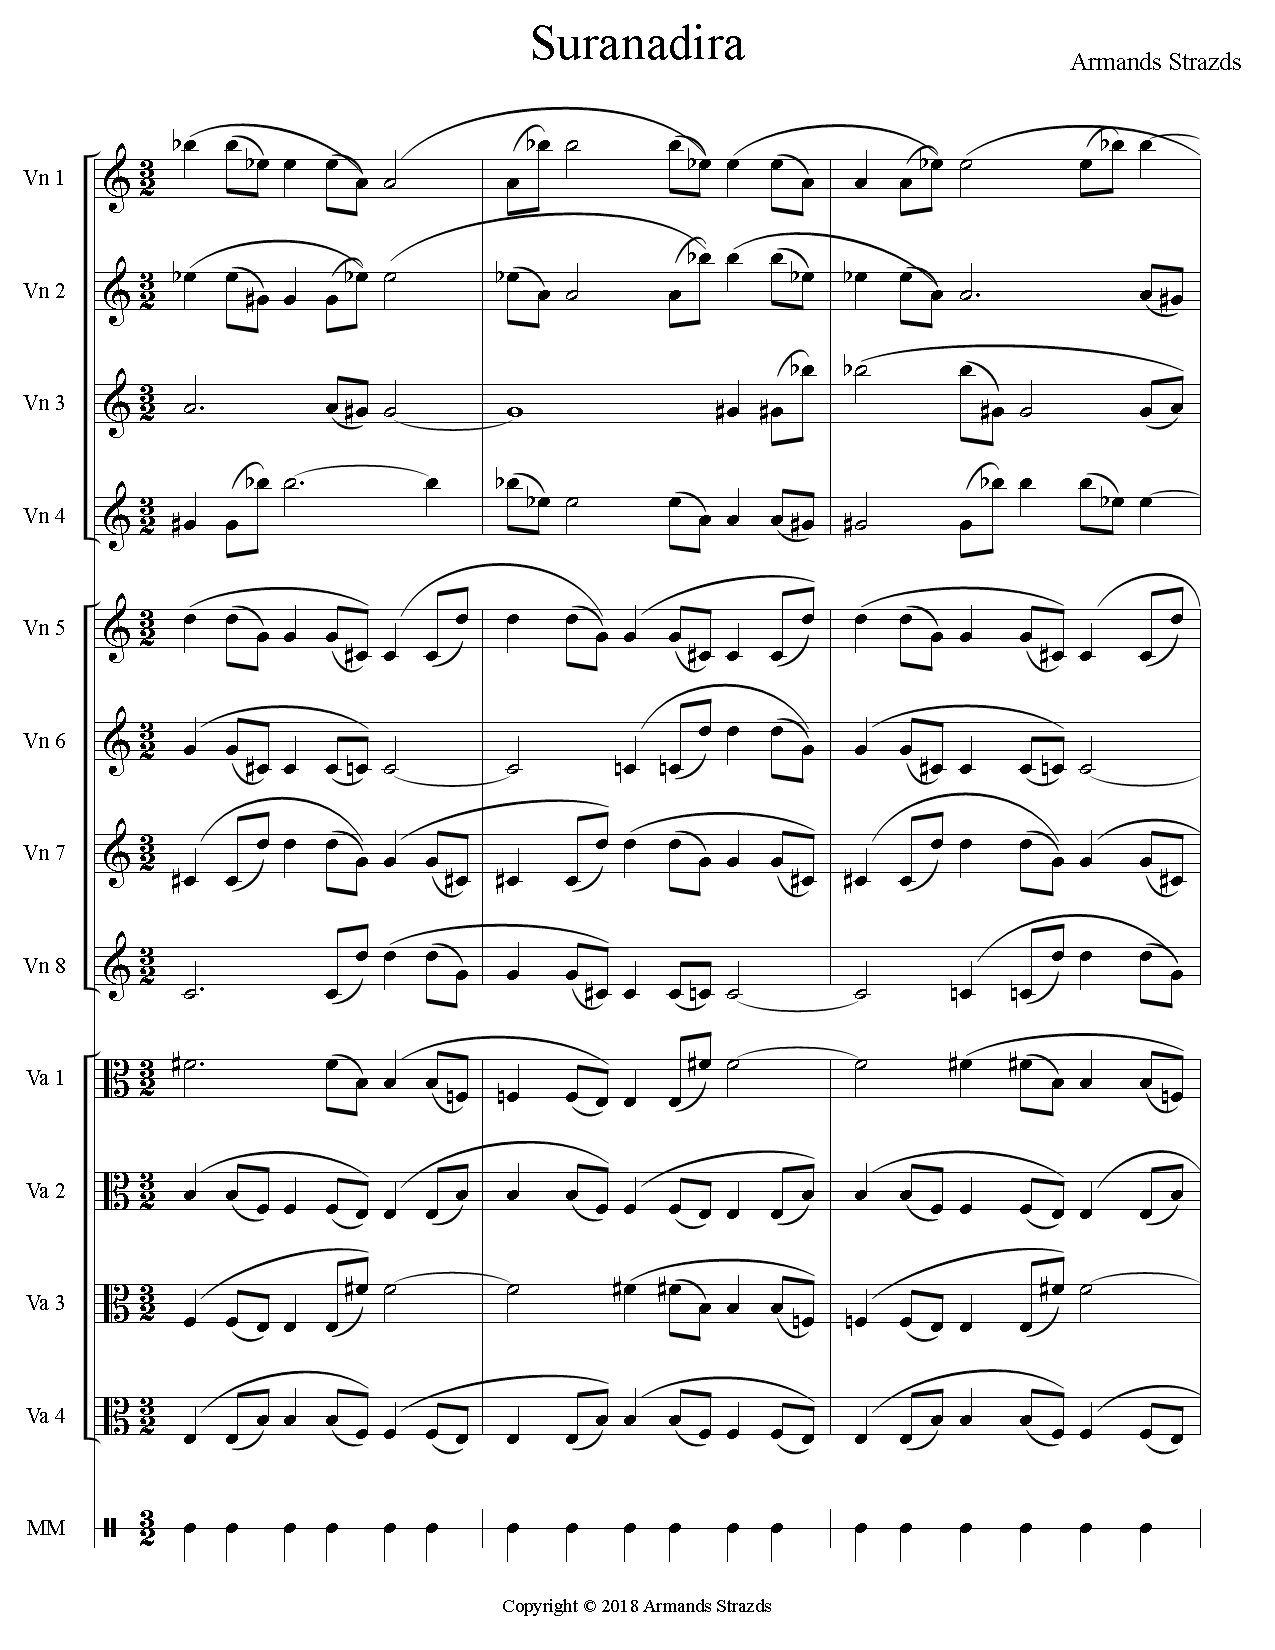 Suranadira
Armands Strazds
Vn 1
Vn 2
Vn 3
Vn 4
Vn 5
Vn 6
Vn 7
Vn 8
Va 1
Va 2
Va 3
Va 4
MM
Copyright © 2018 Armands Strazds